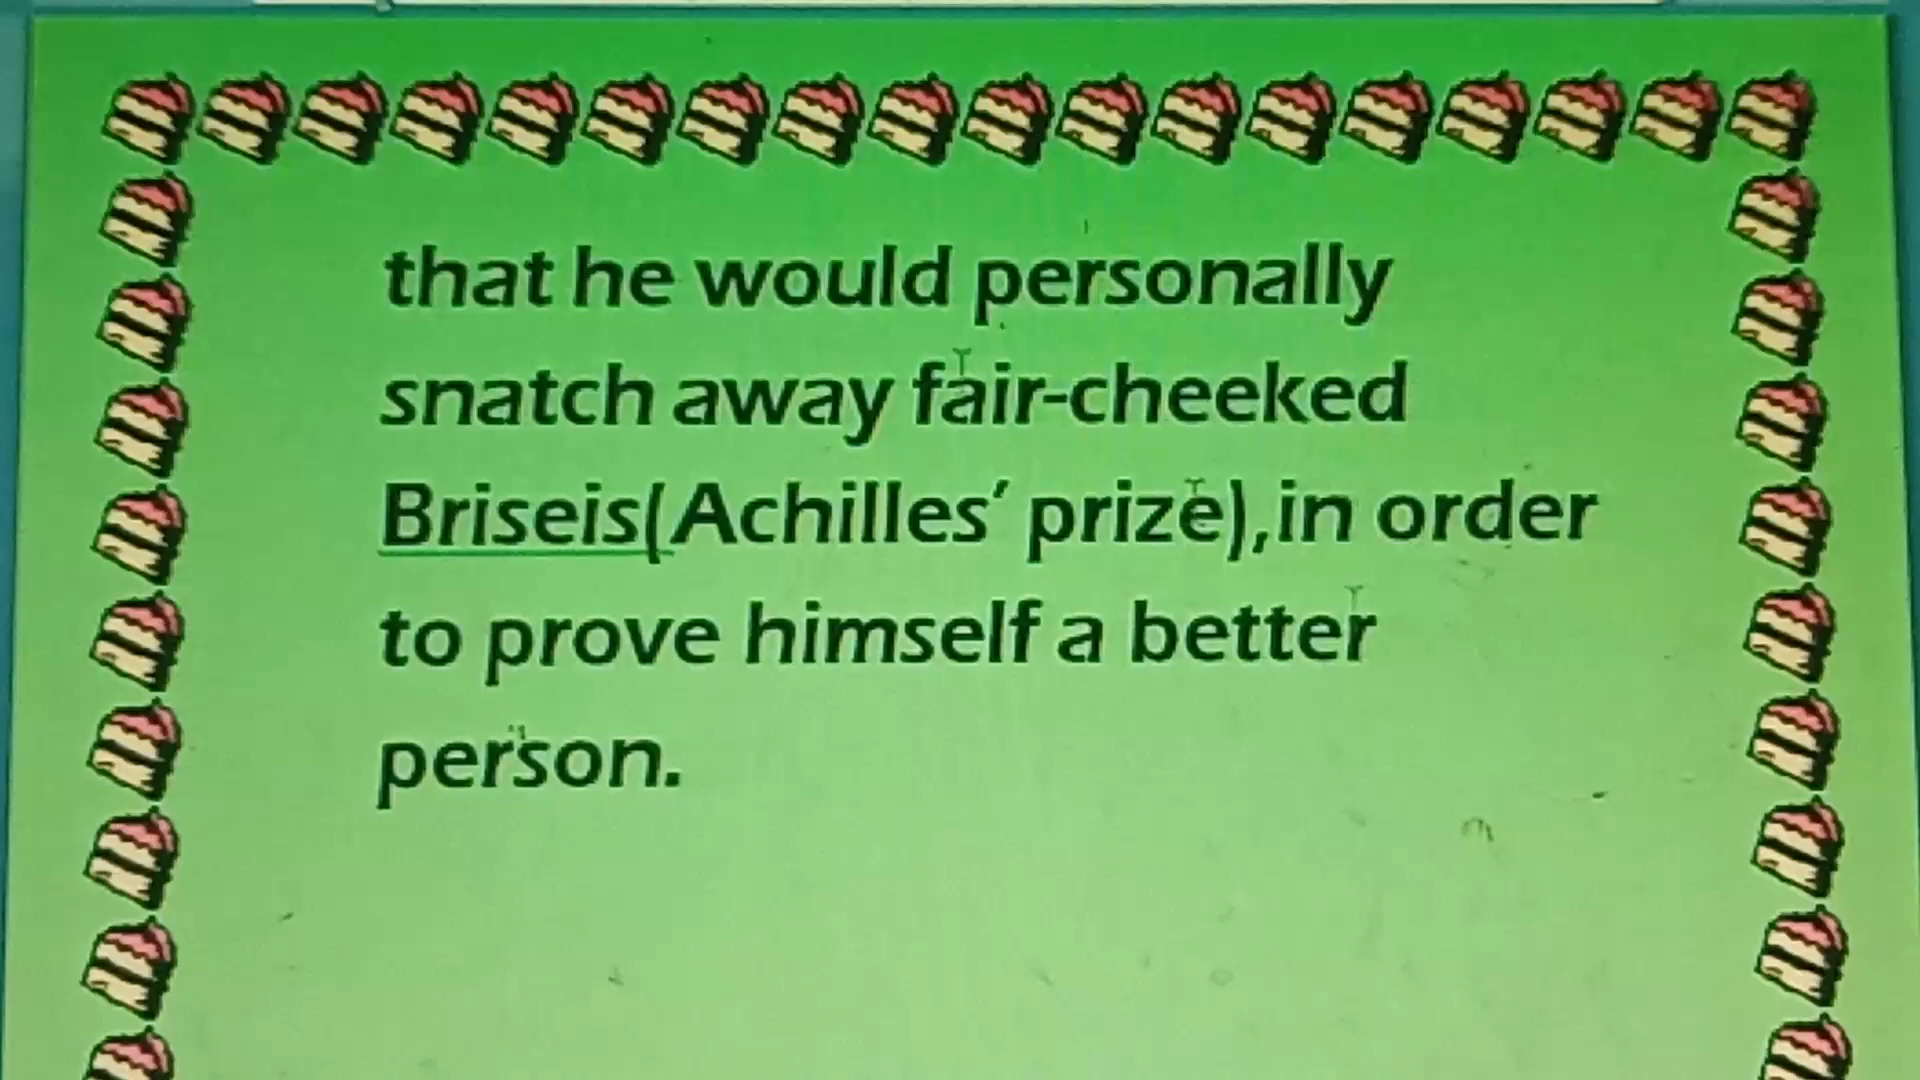 that he would personally
snatch away fair-cheeked
Briseis(Achilles’ prize),in order
to prove himself a better
person.